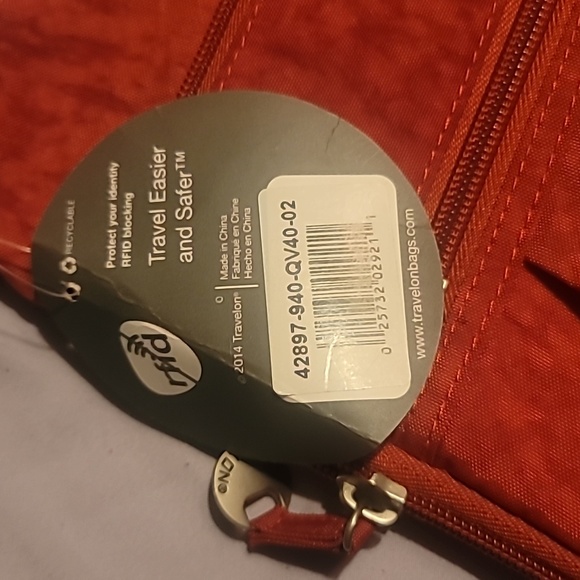 RECYCLABLE
Protect your identity
RFID blocking
Travel Easier
and Safer™
rfid
© 2014 Travelon®
Made in China
Fabriqué en Chine
Hecho en China
42897-940-QV40-02
0 25732 02921 1
www.travelonbags.com
ON®